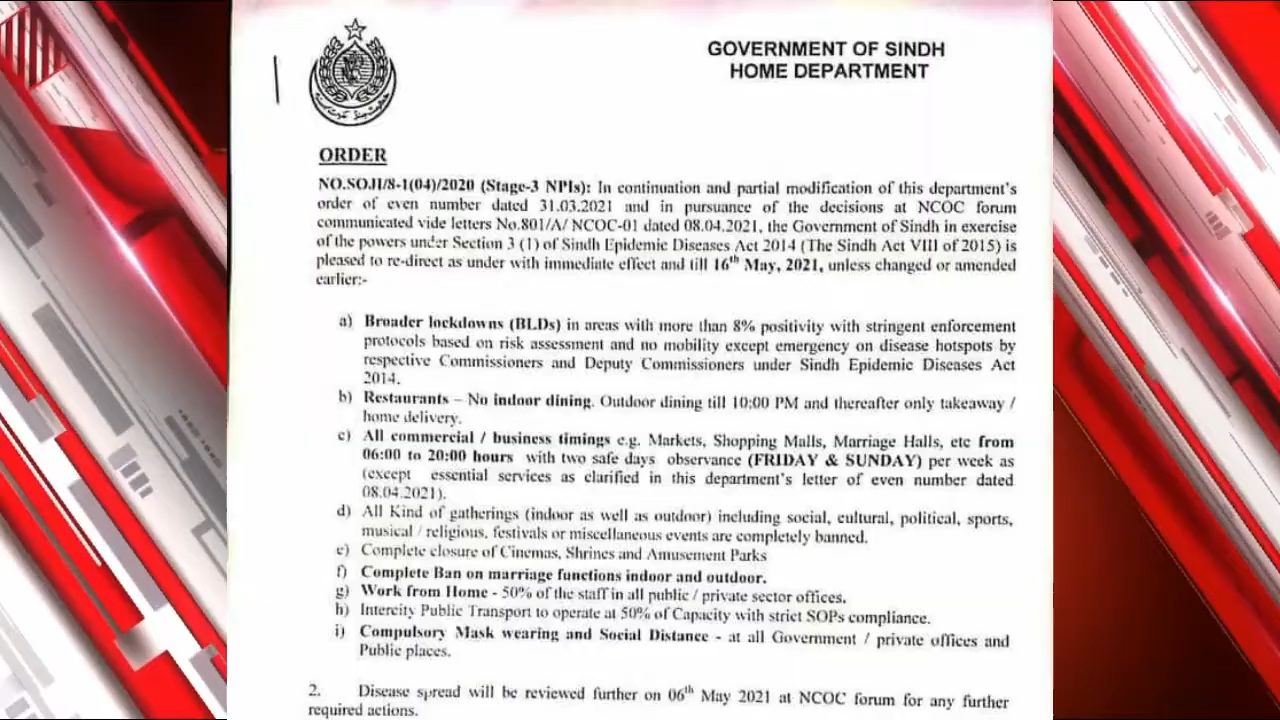 GOVERNMENT OF SINDH
HOME DEPARTMENT
ORDER
NO.SOJI/8-1(04)/2020 (Stage-3 NPIs): In continuation and partial modification of this department's
order of even number dated 31.03.2021 and in pursuance of the decisions at NCOC forum
communicated vide letters No.801/A/ NCOC-01 dated 08.04.2021, the Government of Sindh in exercise
of the powers under Section 3 (1) of Sindh Epidemic Diseases Act 2014 (The Sindh Act VIII of 2015) is
pleased to re-direct as under with immediate effect and till 16th May, 2021, unless changed or amended
earlier:-
a) Broader lockdowns (BLDs) in areas with more than 8% positivity with stringent enforcement
protocols based on risk assessment and no mobility except emergency on disease hotspots by
respective Commissioners and Deputy Commissioners under Sindh Epidemic Diseases Act
2014.
b) Restaurants – No indoor dining. Outdoor dining till 10:00 PM and thereafter only takeaway /
home delivery.
c) All commercial / business timings e.g. Markets, Shopping Malls, Marriage Halls, etc from
06:00 to 20:00 hours with two safe days observance (FRIDAY & SUNDAY) per week as
(except essential services as clarified in this department's letter of even number dated
08.04.2021).
d) All Kind of gatherings (indoor as well as outdoor) including social, cultural, political, sports,
musical / religious, festivals or miscellaneous events are completely banned.
e) Complete closure of Cinemas, Shrines and Amusement Parks
f) Complete Ban on marriage functions indoor and outdoor.
g) Work from Home - 50% of the staff in all public / private sector offices.
h) Intercity Public Transport to operate at 50% of Capacity with strict SOPs compliance.
i) Compulsory Mask wearing and Social Distance - at all Government / private offices and
Public places.
2. Disease spread will be reviewed further on 06th May 2021 at NCOC forum for any further
required actions.